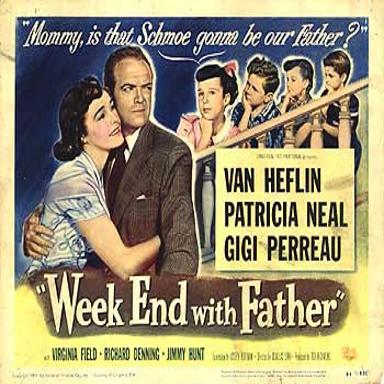 "Mommy, is that Schmoe gonna be our Father?"
VAN HEFLIN
PATRICIA NEAL
GIGI PERREAU
"Week End with Father"
with VIRGINIA FIELD · RICHARD DENNING · JIMMY HUNT